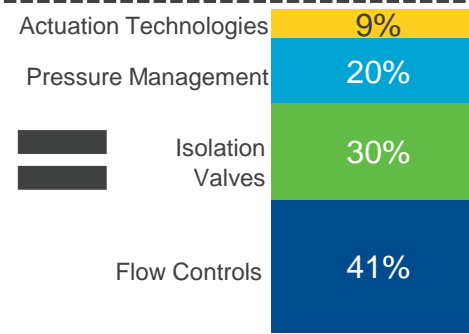 Actuation Technologies 9%
Pressure Management 20%
Isolation
Valves
30%
Flow Controls 41%